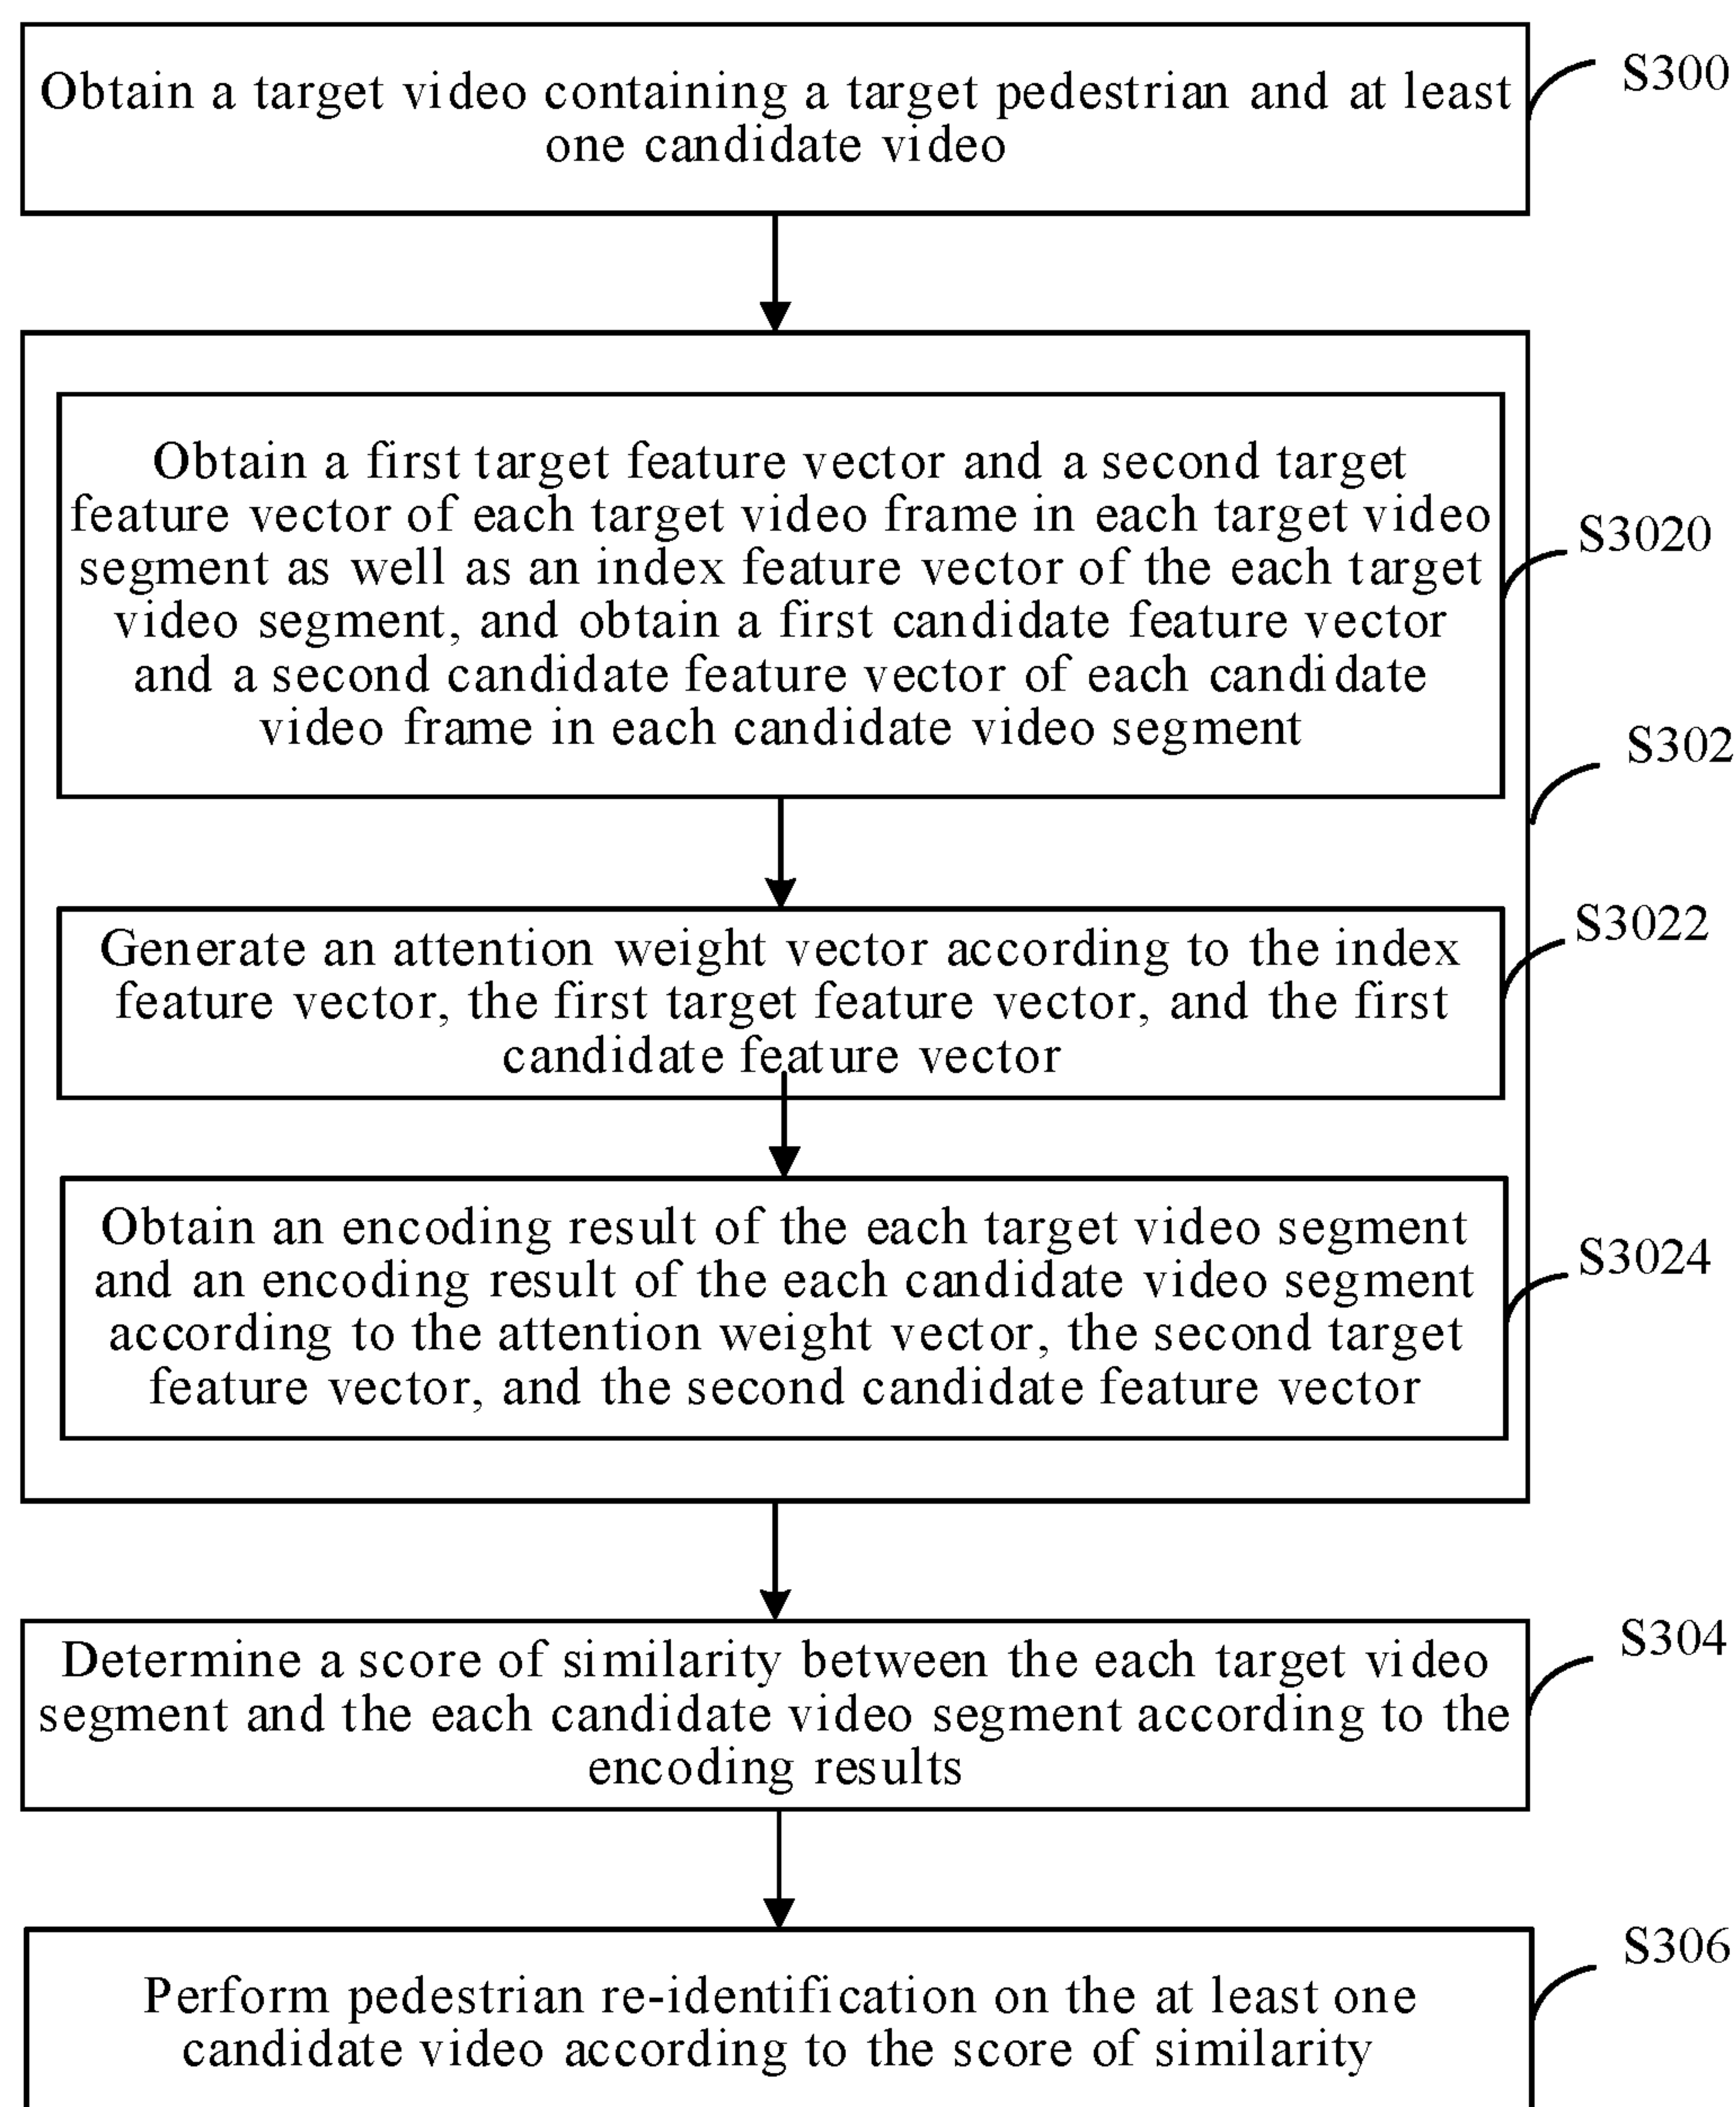 Obtain a target video containing a target pedestrian and at least
one candidate video
S300
Obtain a first target feature vector and a second target
feature vector of each target video frame in each target video
segment as well as an index feature vector of the each target
video segment, and obtain a first candidate feature vector
and a second candidate feature vector of each candidate
video frame in each candidate video segment
S3020
S302
Generate an attention weight vector according to the index
feature vector, the first target feature vector, and the first
candidate feature vector
S3022
Obtain an encoding result of the each target video segment
and an encoding result of the each candidate video segment
according to the attention weight vector, the second target
feature vector, and the second candidate feature vector
S3024
Determine a score of similarity between the each target video
segment and the each candidate video segment according to the
encoding results
S304
Perform pedestrian re-identification on the at least one
candidate video according to the score of similarity
S306